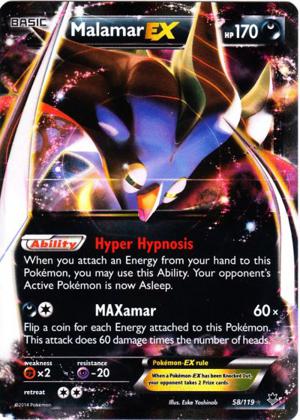 BASIC
Malamar EX HP 170
Ability Hyper Hypnosis
When you attach an Energy from your hand to this
Pokémon, you may use this Ability. Your opponent's
Active Pokémon is now Asleep.
MAXamar 60×
Flip a coin for each Energy attached to this Pokémon.
This attack does 60 damage times the number of heads.
weakness resistance
×2 -20
retreat
Pokémon-EX rule
When a Pokémon-EX has been Knocked Out,
your opponent takes 2 Prize cards.
©2014 Pokémon Illus. Eske Yoshinob 58/119